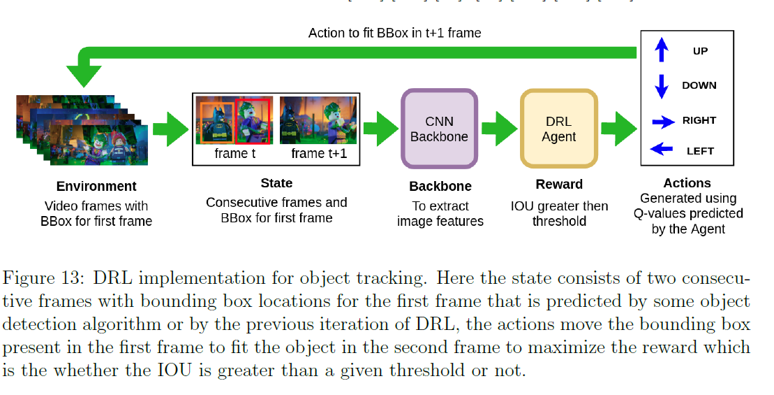 Action to fit BBox in t+1 frame
UP
DOWN
RIGHT
LEFT
frame t
frame t+1
CNN
Backbone
DRL
Agent
Environment
Video frames with
BBox for first frame
State
Consecutive frames and
BBox for first frame
Backbone
To extract
image features
Reward
IOU greater then
threshold
Actions
Generated using
Q-values predicted
by the Agent
Figure 13: DRL implementation for object tracking. Here the state consists of two consecu-
tive frames with bounding box locations for the first frame that is predicted by some object
detection algorithm or by the previous iteration of DRL, the actions move the bounding box
present in the first frame to fit the object in the second frame to maximize the reward which
is the whether the IOU is greater than a given threshold or not.